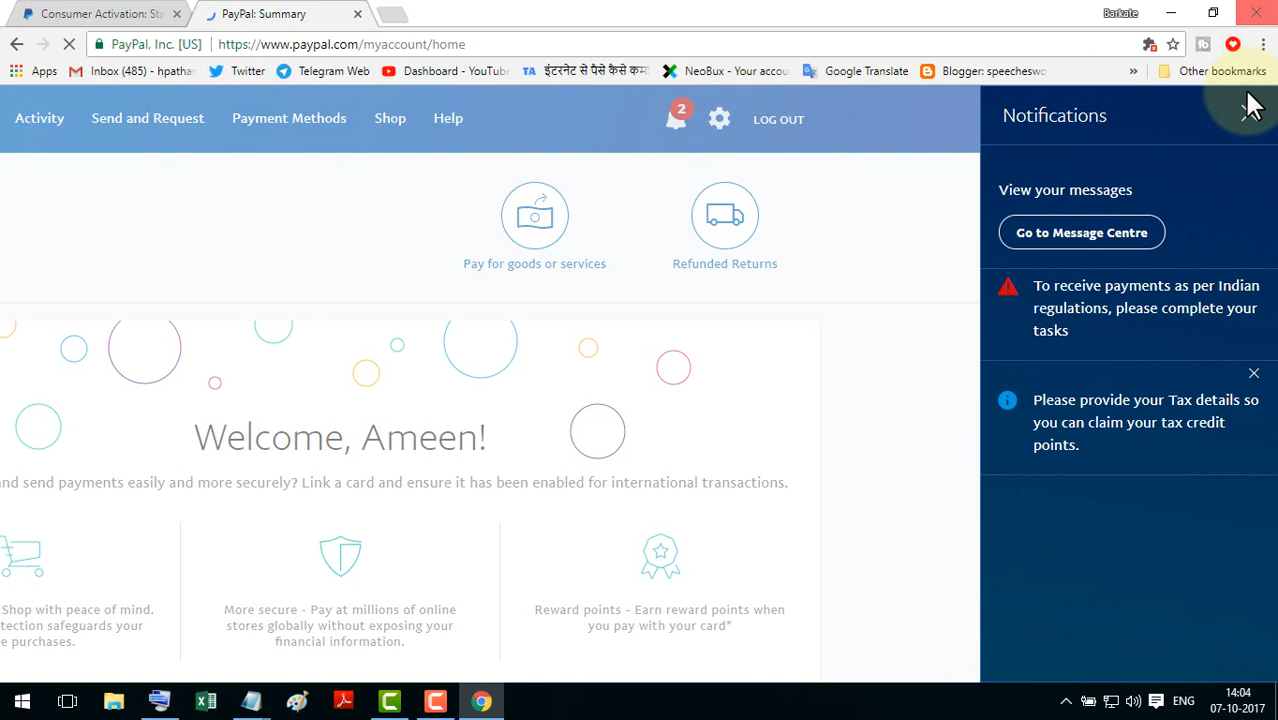 Consumer Activation: Sta
PayPal: Summary
Barkate
PayPal, Inc. [US]
https://www.paypal.com/myaccount/home
Apps
Inbox (485) - hpathan
Twitter
Telegram Web
Dashboard - YouTube
TA
इंटरनेट से पैसे कैसे कमा
NeoBux - Your accou
Google Translate
Blogger: speecheswo
»
Other bookmarks
Activity
Send and Request
Payment Methods
Shop
Help
2
LOG OUT
Notifications
View your messages
Go to Message Centre
Pay for goods or services
Refunded Returns
To receive payments as per Indian
regulations, please complete your
tasks
Please provide your Tax details so
you can claim your tax credit
points.
Welcome, Ameen!
nd send payments easily and more securely? Link a card and ensure it has been enabled for international transactions.
Shop with peace of mind.
tection safeguards your
e purchases.
More secure - Pay at millions of online
stores globally without exposing your
financial information.
Reward points - Earn reward points when
you pay with your card*
ENG
14:04
07-10-2017